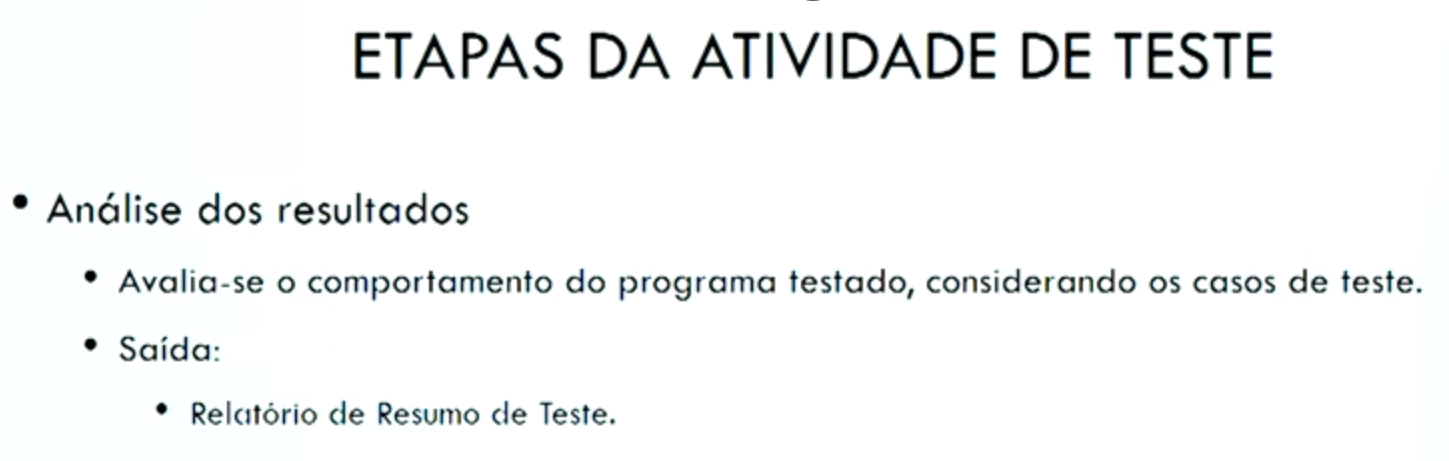 ETAPAS DA ATIVIDADE DE TESTE
• Análise dos resultados
• Avalia-se o comportamento do programa testado, considerando os casos de teste.
• Saída:
• Relatório de Resumo de Teste.